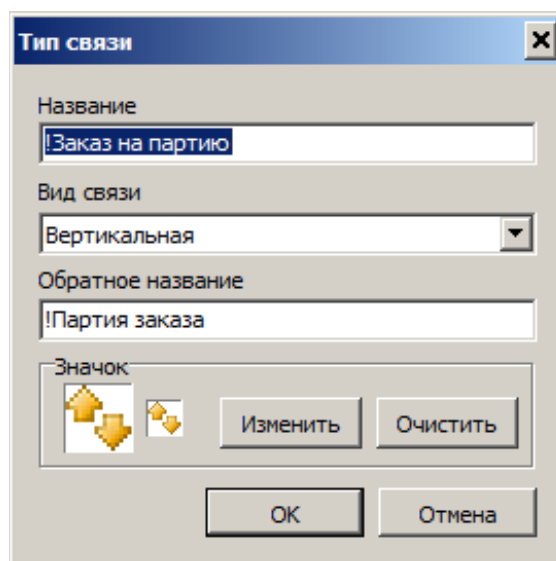 Тип связи
Название
!Заказ на партию
Вид связи
Вертикальная
Обратное название
!Партия заказа
Значок
Изменить Очистить
OK Отмена